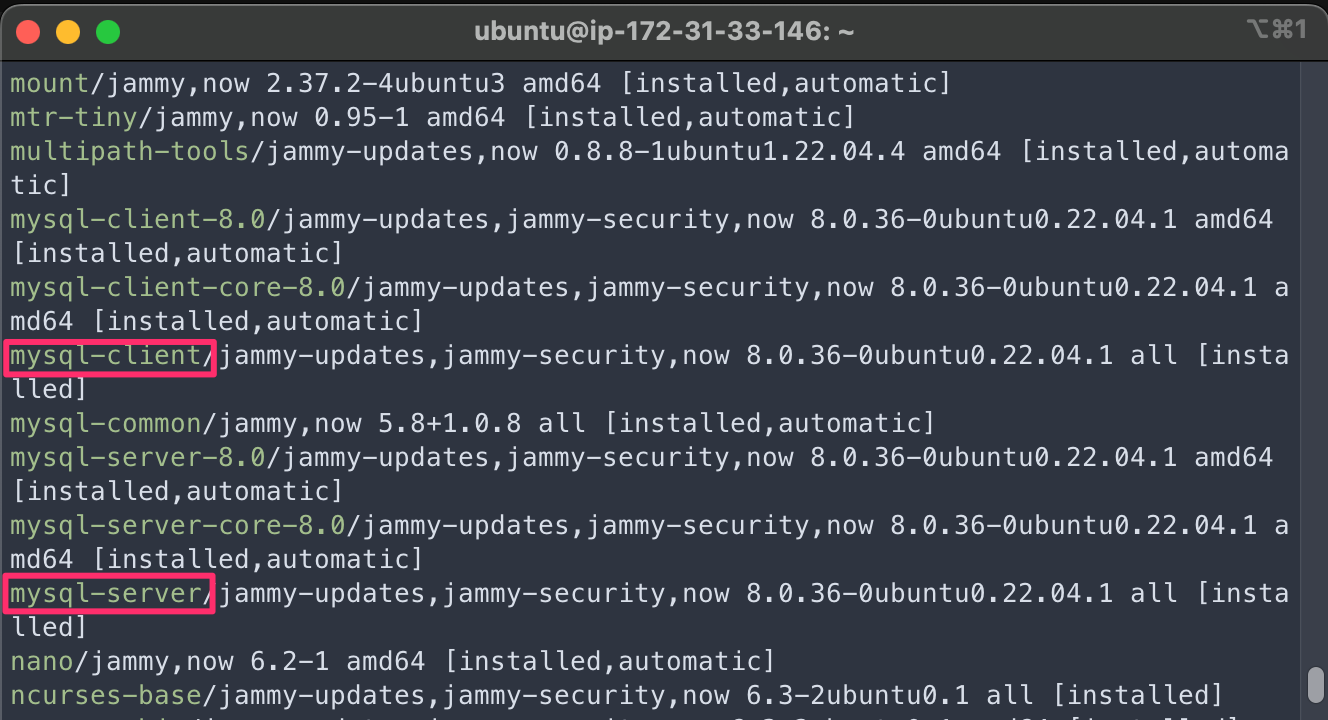 ubuntu@ip-172-31-33-146: ~
⌥⌘1
mount/jammy,now 2.37.2-4ubuntu3 amd64 [installed,automatic]
mtr-tiny/jammy,now 0.95-1 amd64 [installed,automatic]
multipath-tools/jammy-updates,now 0.8.8-1ubuntu1.22.04.4 amd64 [installed,automa
tic]
mysql-client-8.0/jammy-updates,jammy-security,now 8.0.36-0ubuntu0.22.04.1 amd64
[installed,automatic]
mysql-client-core-8.0/jammy-updates,jammy-security,now 8.0.36-0ubuntu0.22.04.1 a
md64 [installed,automatic]
mysql-client/jammy-updates,jammy-security,now 8.0.36-0ubuntu0.22.04.1 all [insta
lled]
mysql-common/jammy,now 5.8+1.0.8 all [installed,automatic]
mysql-server-8.0/jammy-updates,jammy-security,now 8.0.36-0ubuntu0.22.04.1 amd64
[installed,automatic]
mysql-server-core-8.0/jammy-updates,jammy-security,now 8.0.36-0ubuntu0.22.04.1 a
md64 [installed,automatic]
mysql-server/jammy-updates,jammy-security,now 8.0.36-0ubuntu0.22.04.1 all [insta
lled]
nano/jammy,now 6.2-1 amd64 [installed,automatic]
ncurses-base/jammy-updates,jammy-security,now 6.3-2ubuntu0.1 all [installed]